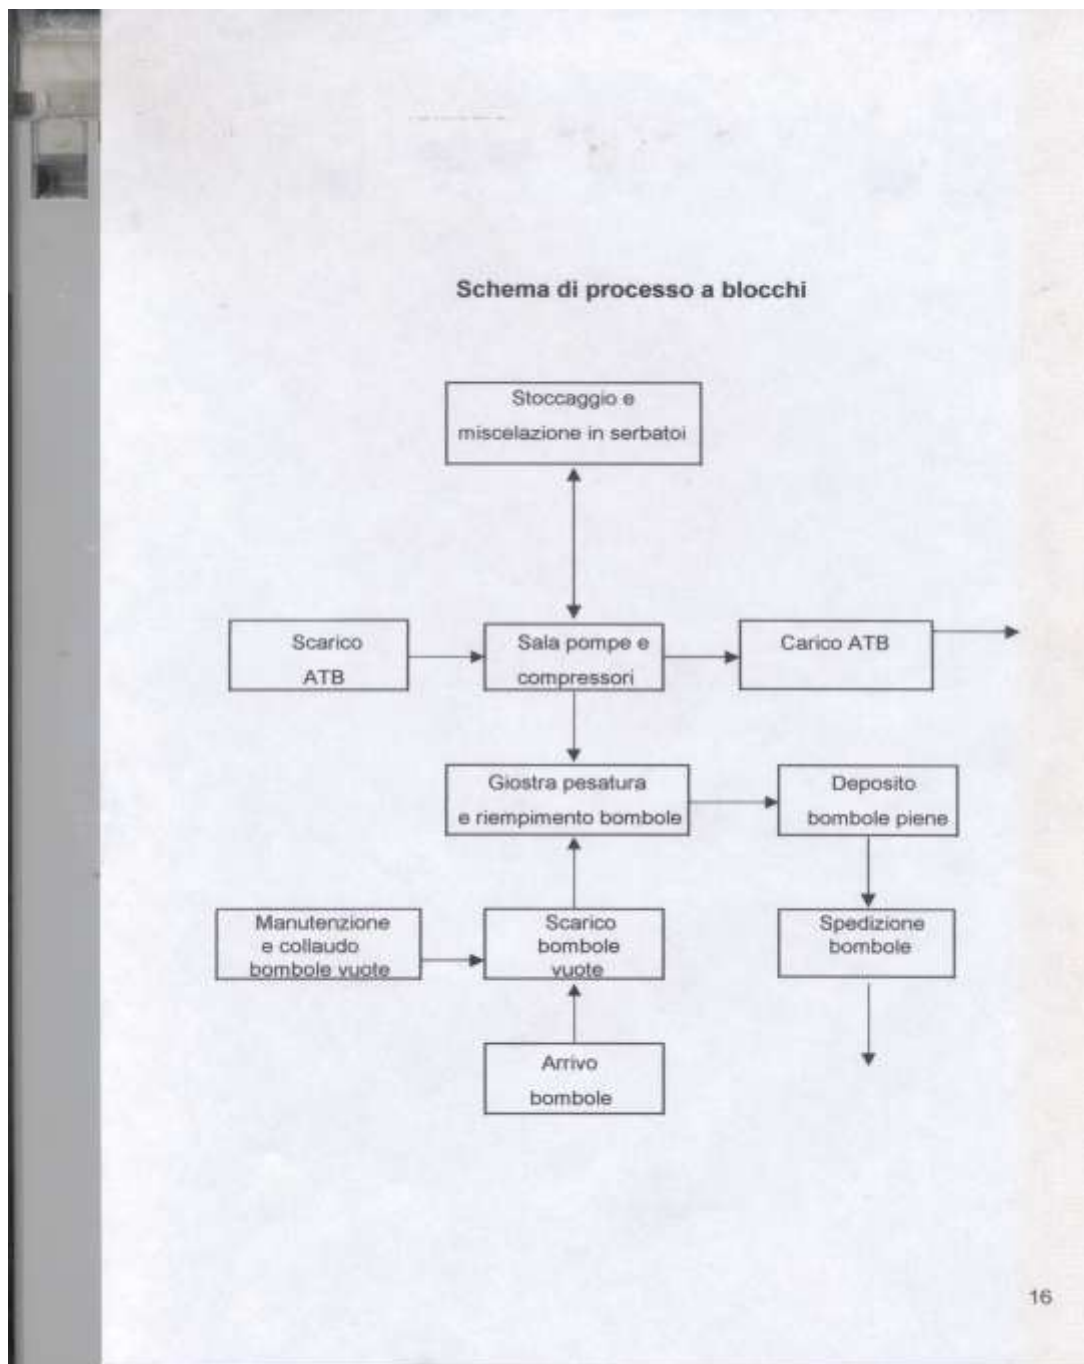 Schema di processo a blocchi
Stoccaggio e
miscelazione in serbatoi
Scarico
ATB
Sala pompe e
compressori
Carico ATB
Giostra pesatura
e riempimento bombole
Deposito
bombole piene
Manutenzione
e collaudo
bombole vuote
Scarico
bombole
vuote
Spedizione
bombole
Arrivo
bombole
16